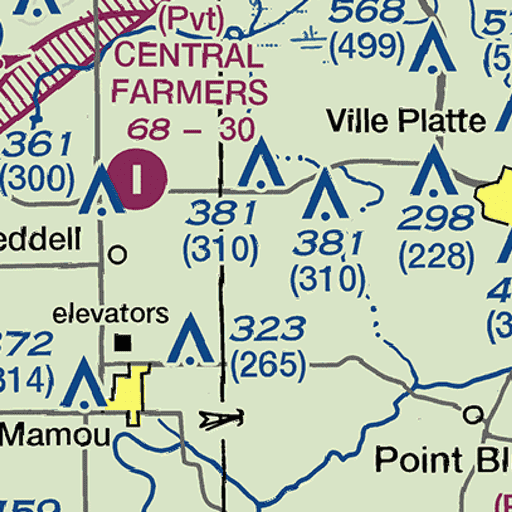 (Pvt)
CENTRAL
FARMERS
68 - 30
I
568
(499)
Ville Platte
361
(300)
381
(310)
381
(310)
298
(228)
eddell
elevators
323
(265)
372
314)
Mamou
Point Bl